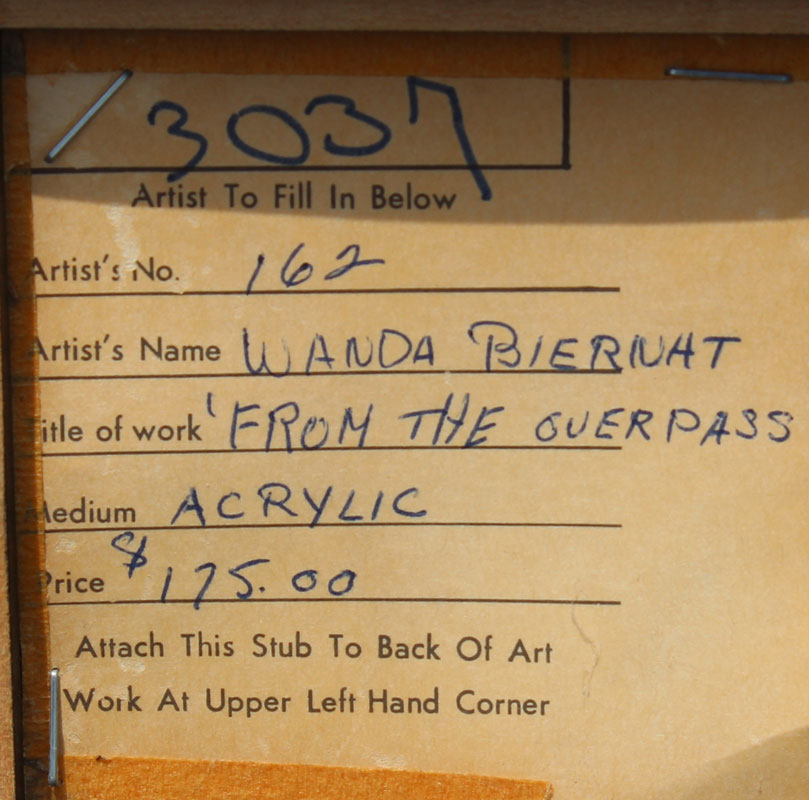 3037
Artist To Fill In Below
Artist's No. 162
Artist's Name WANDA BIERNAT
Title of work 'FROM THE OVERPASS
Medium ACRYLIC
Price $175.00
Attach This Stub To Back Of Art
Work At Upper Left Hand Corner